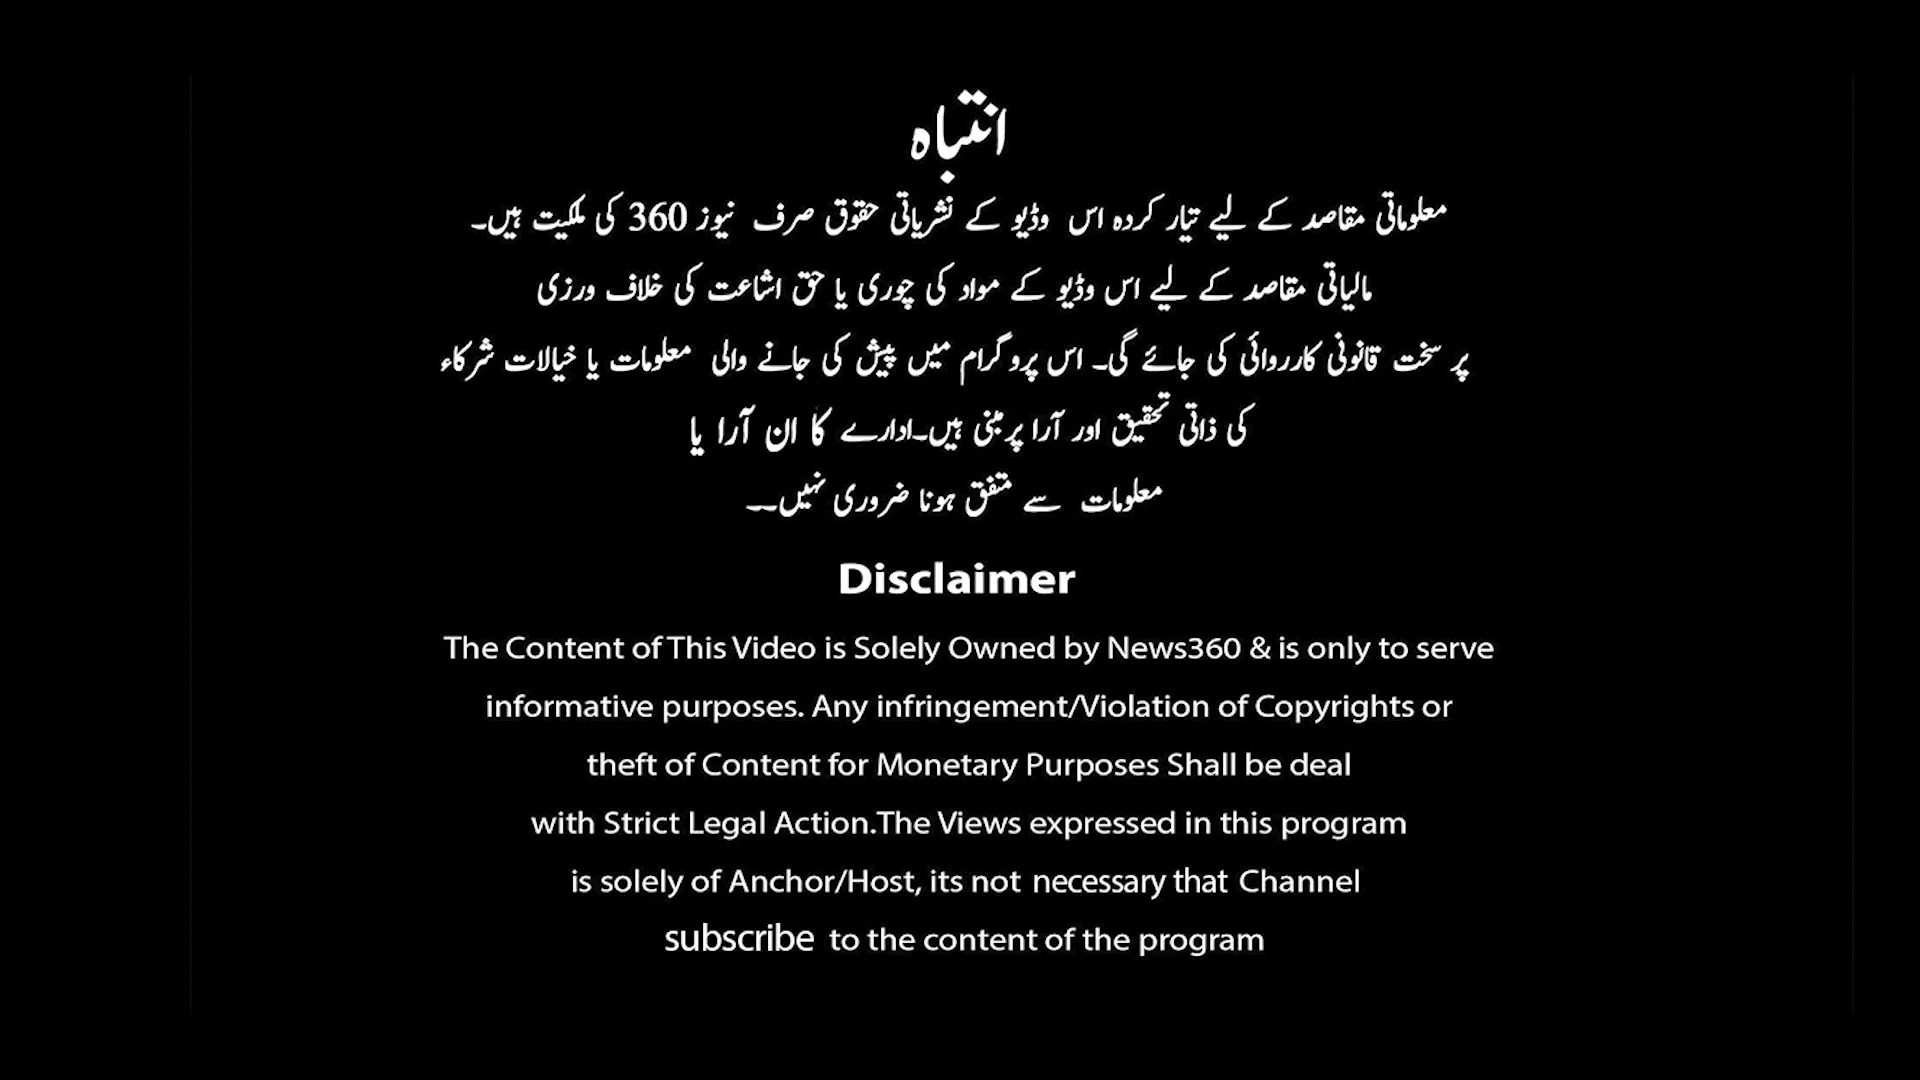 انتباہ
معلوماتی مقاصد کے لیے تیار کردہ اس وڈیو کے نشریاتی حقوق صرف نیوز 360 کی ملکیت ہیں۔
مالیاتی مقاصد کے لیے اس وڈیو کے مواد کی چوری یا حق اشاعت کی خلاف ورزی
پر سخت قانونی کارروائی کی جائے گی۔ اس پروگرام میں پیش کی جانے والی معلومات یا خیالات شرکاء
کی ذاتی تحقیق اور آرا پر مبنی ہیں۔ادارے کا ان آرا یا
معلومات سے متفق ہونا ضروری نہیں۔۔
Disclaimer
The Content of This Video is Solely Owned by News360 & is only to serve
informative purposes. Any infringement/Violation of Copyrights or
theft of Content for Monetary Purposes Shall be deal
with Strict Legal Action.The Views expressed in this program
is solely of Anchor/Host, its not necessary that Channel
subscribe to the content of the program